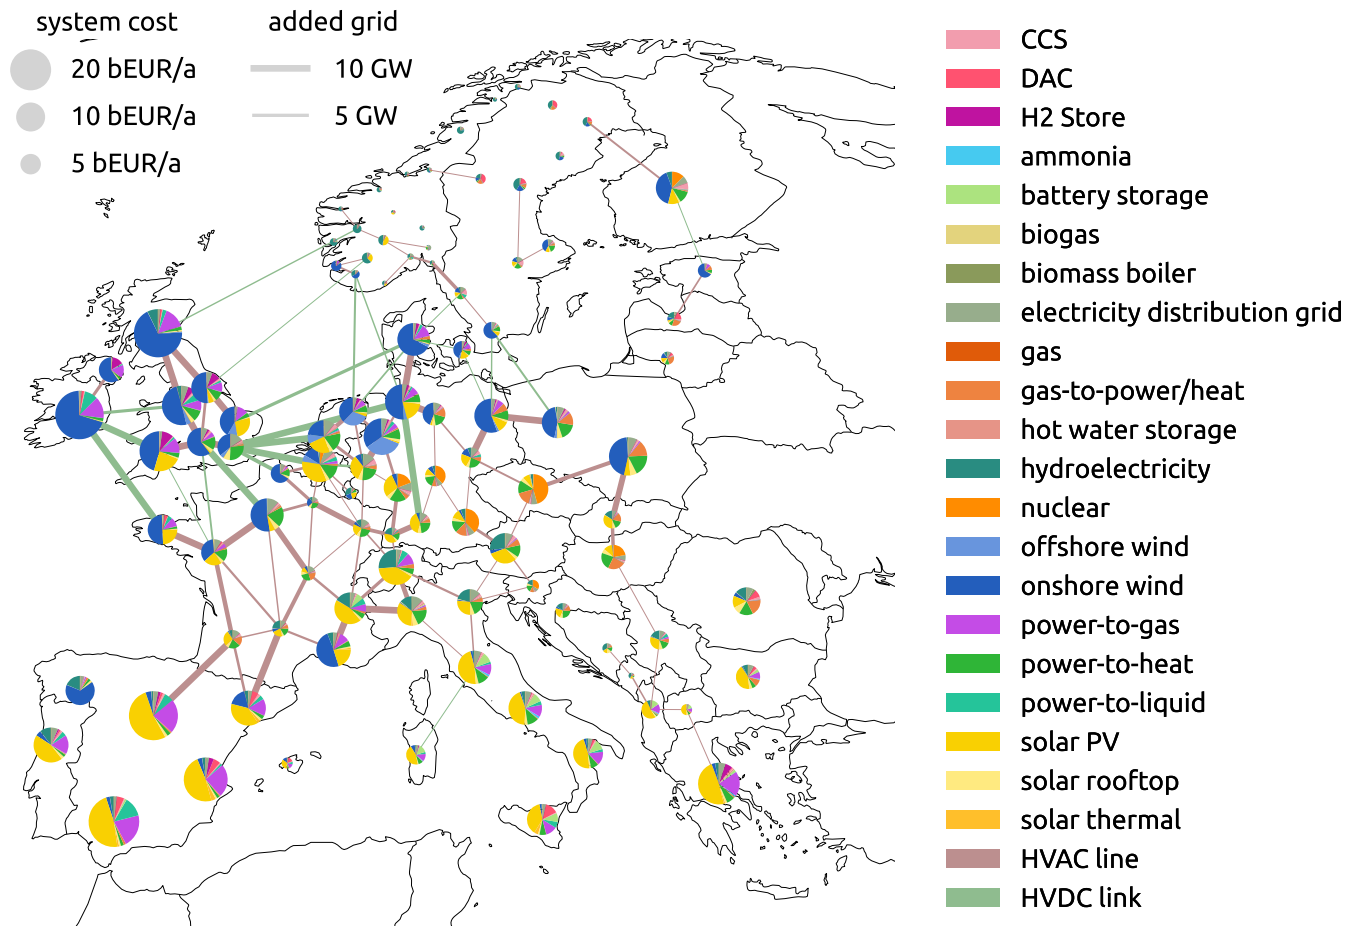 system cost
added grid
20 bEUR/a
10 GW
10 bEUR/a
5 GW
5 bEUR/a
CCS
DAC
H2 Store
ammonia
battery storage
biogas
biomass boiler
electricity distribution grid
gas
gas-to-power/heat
hot water storage
hydroelectricity
nuclear
offshore wind
onshore wind
power-to-gas
power-to-heat
power-to-liquid
solar PV
solar rooftop
solar thermal
HVAC line
HVDC link